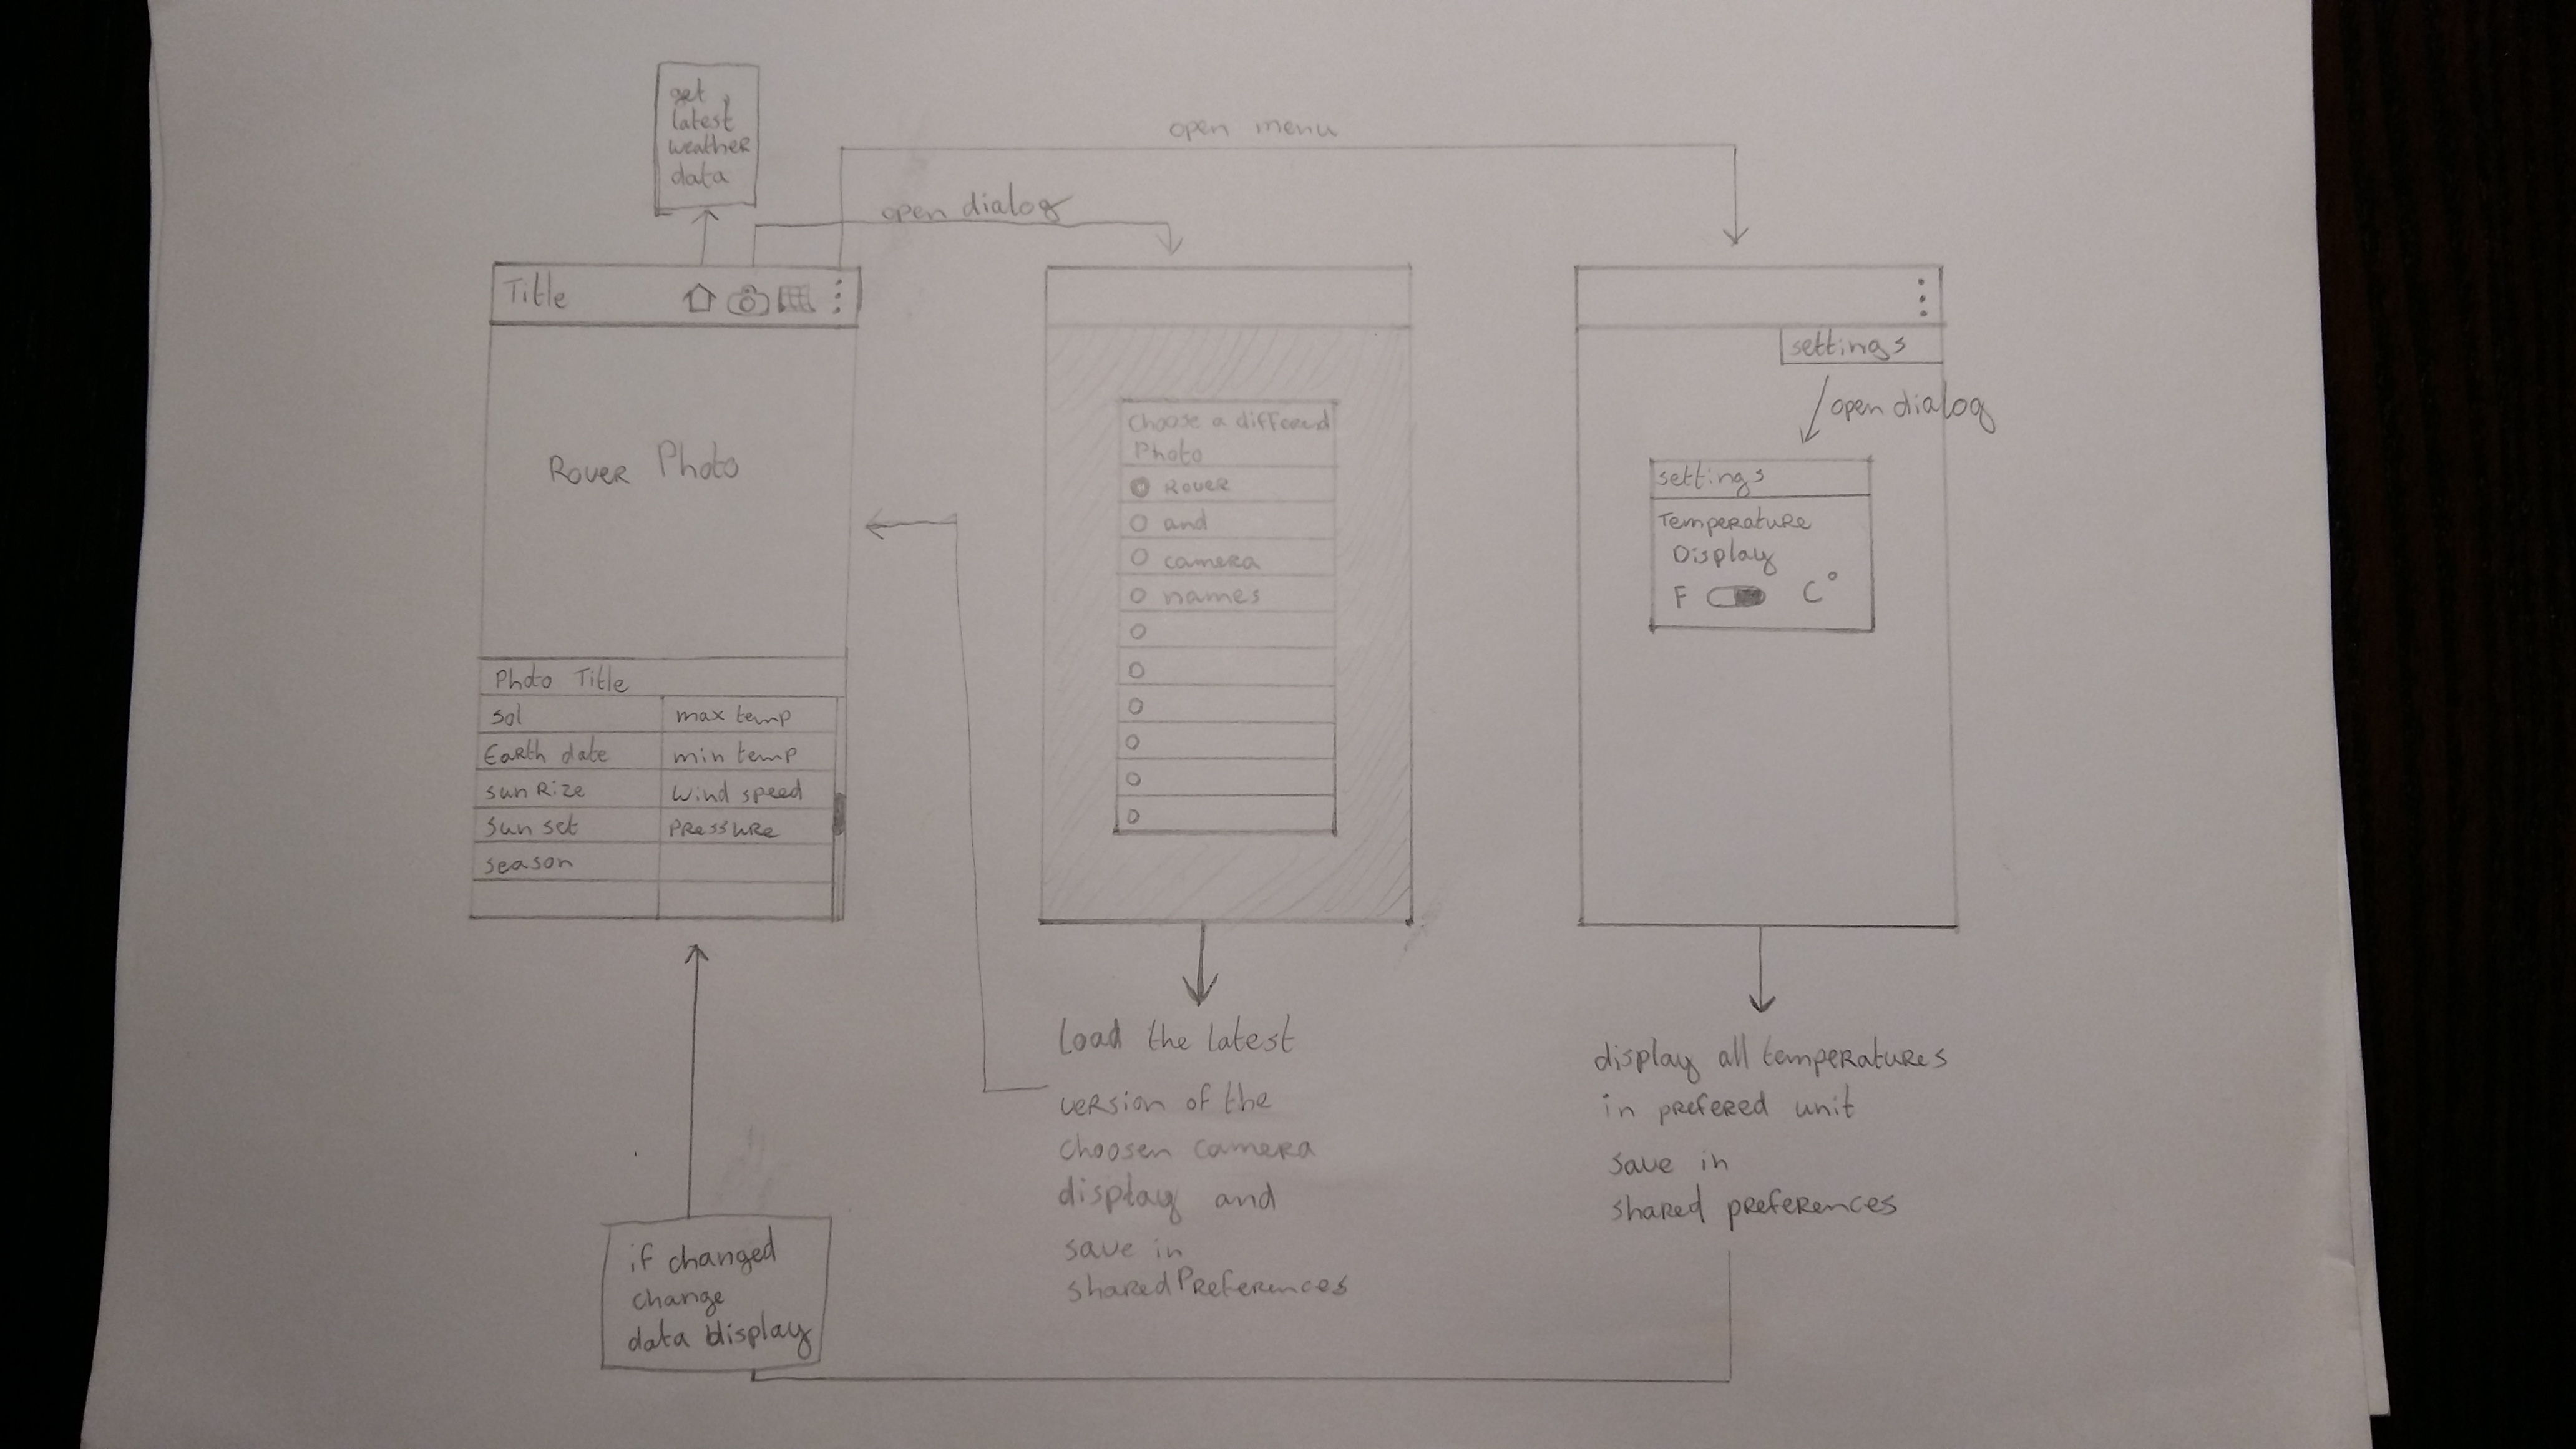 get
latest
weather
data
open menu
open dialog
Title
Rover Photo
Photo Title
Sol
max temp
Earth date
min temp
sun Rize
Wind speed
Sun set
Pressure
season
if changed
change
data display
Choose a differend
Photo
Rover
and
camera
names
load the latest
version of the
choosen camera
display and
save in
sharedPreferences
settings
open dialog
settings
Temperature
Display
F C°
display all temperatures
in prefered unit
save in
shared preferences